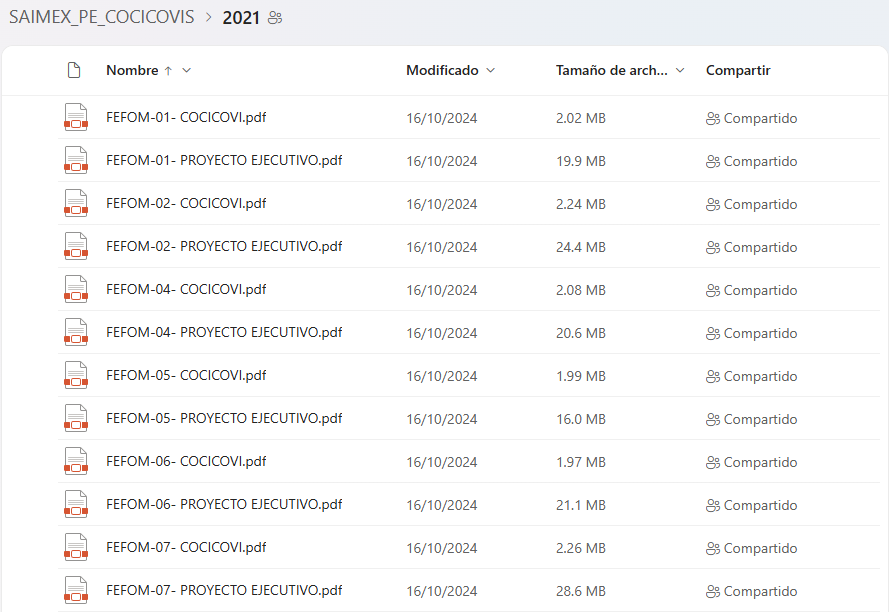 SAIMEX_PE_COCICOVIS > 2021
Nombre ↑ Modificado Tamaño de arch... Compartir
FEFOM-01- COCICOVI.pdf 16/10/2024 2.02 MB Compartido
FEFOM-01- PROYECTO EJECUTIVO.pdf 16/10/2024 19.9 MB Compartido
FEFOM-02- COCICOVI.pdf 16/10/2024 2.24 MB Compartido
FEFOM-02- PROYECTO EJECUTIVO.pdf 16/10/2024 24.4 MB Compartido
FEFOM-04- COCICOVI.pdf 16/10/2024 2.08 MB Compartido
FEFOM-04- PROYECTO EJECUTIVO.pdf 16/10/2024 20.6 MB Compartido
FEFOM-05- COCICOVI.pdf 16/10/2024 1.99 MB Compartido
FEFOM-05- PROYECTO EJECUTIVO.pdf 16/10/2024 16.0 MB Compartido
FEFOM-06- COCICOVI.pdf 16/10/2024 1.97 MB Compartido
FEFOM-06- PROYECTO EJECUTIVO.pdf 16/10/2024 21.1 MB Compartido
FEFOM-07- COCICOVI.pdf 16/10/2024 2.26 MB Compartido
FEFOM-07- PROYECTO EJECUTIVO.pdf 16/10/2024 28.6 MB Compartido